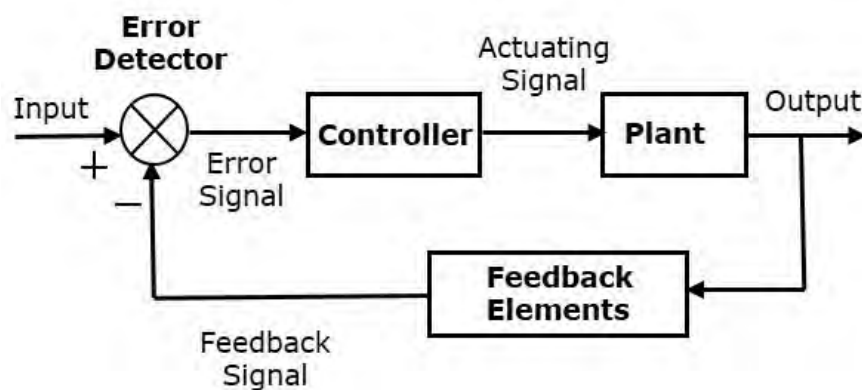 Error
Detector
Input
+
−
Error
Signal
Controller
Actuating
Signal
Plant
Output
Feedback
Elements
Feedback
Signal